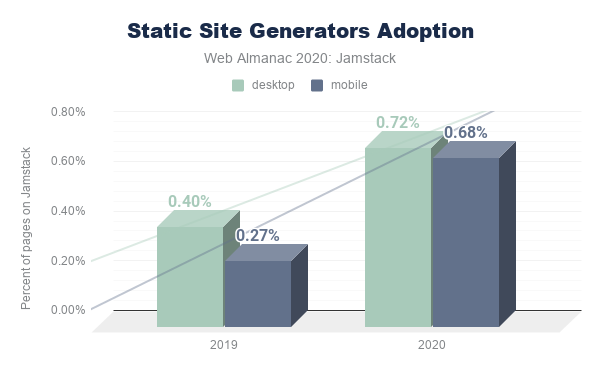 Static Site Generators Adoption
Web Almanac 2020: Jamstack
desktop
mobile
Percent of pages on Jamstack
0.80%
0.60%
0.40%
0.20%
0.00%
0.40%
0.27%
0.72%
0.68%
2019
2020